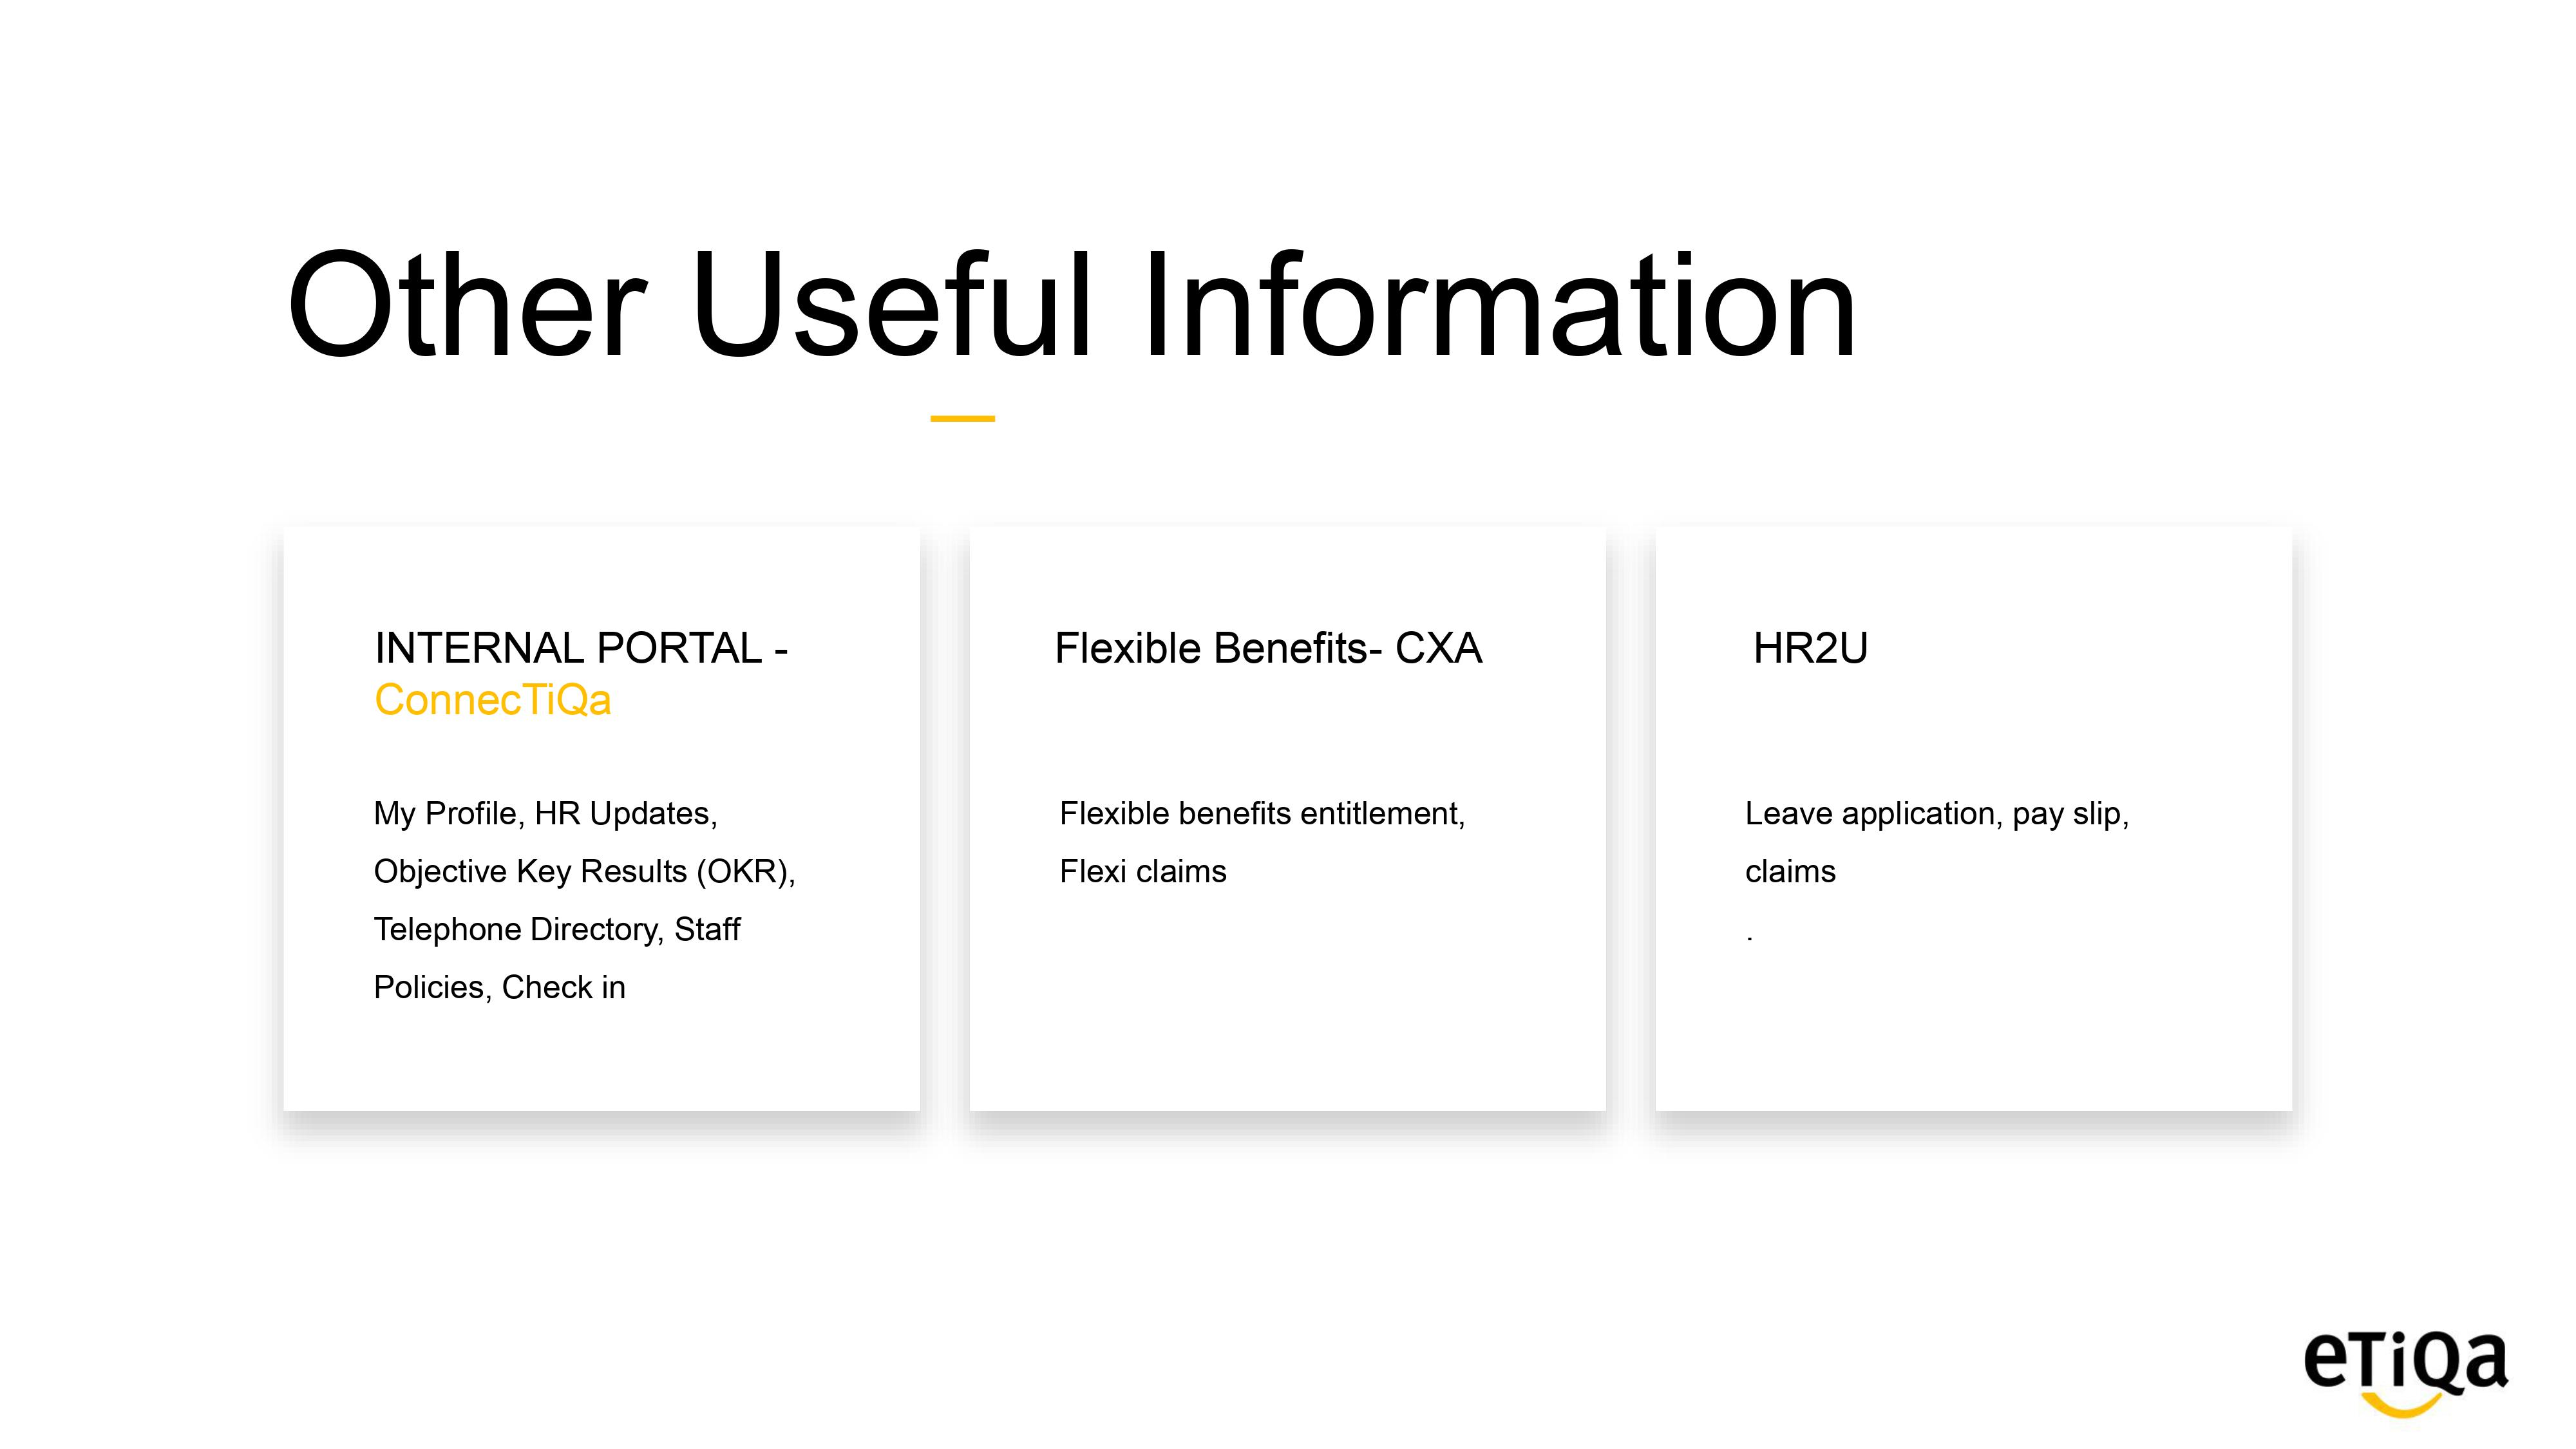 Other Useful Information
INTERNAL PORTAL -
ConnecTiQa
My Profile, HR Updates,
Objective Key Results (OKR),
Telephone Directory, Staff
Policies, Check in
Flexible Benefits- CXA
Flexible benefits entitlement,
Flexi claims
HR2U
Leave application, pay slip,
claims
.
eTiQa